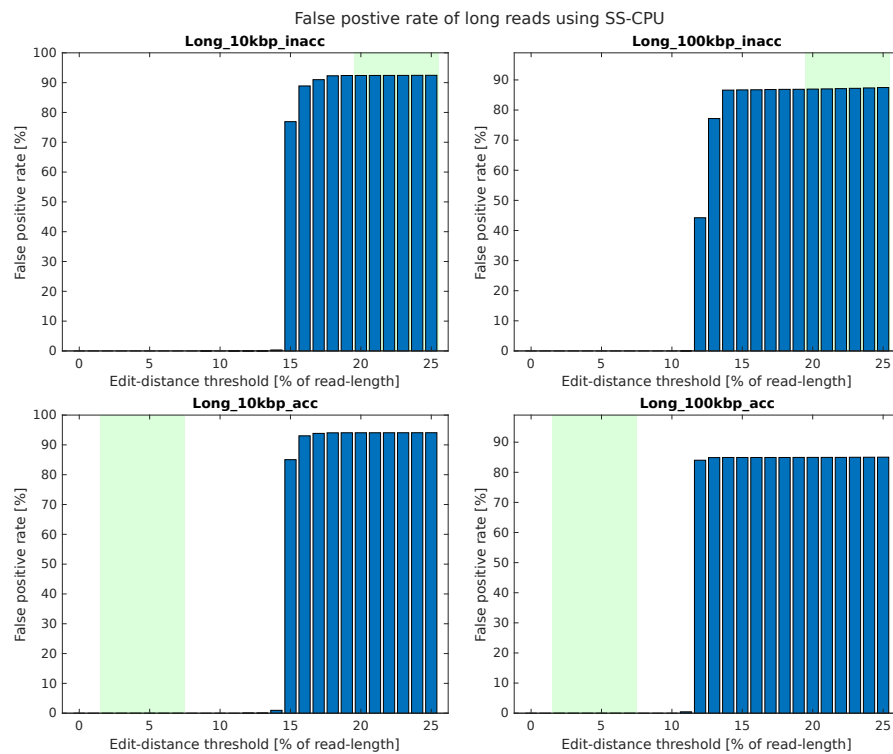 False postive rate of long reads using SS-CPU
Long_10kbp_inacc
False positive rate [%]
100
90
80
70
60
50
40
30
20
10
0
0 5 10 15 20 25
Edit-distance threshold [% of read-length]
Long_100kbp_inacc
False positive rate [%]
90
80
70
60
50
40
30
20
10
0
0 5 10 15 20 25
Edit-distance threshold [% of read-length]
Long_10kbp_acc
False positive rate [%]
100
90
80
70
60
50
40
30
20
10
0
0 5 10 15 20 25
Edit-distance threshold [% of read-length]
Long_100kbp_acc
False positive rate [%]
90
80
70
60
50
40
30
20
10
0
0 5 10 15 20 25
Edit-distance threshold [% of read-length]